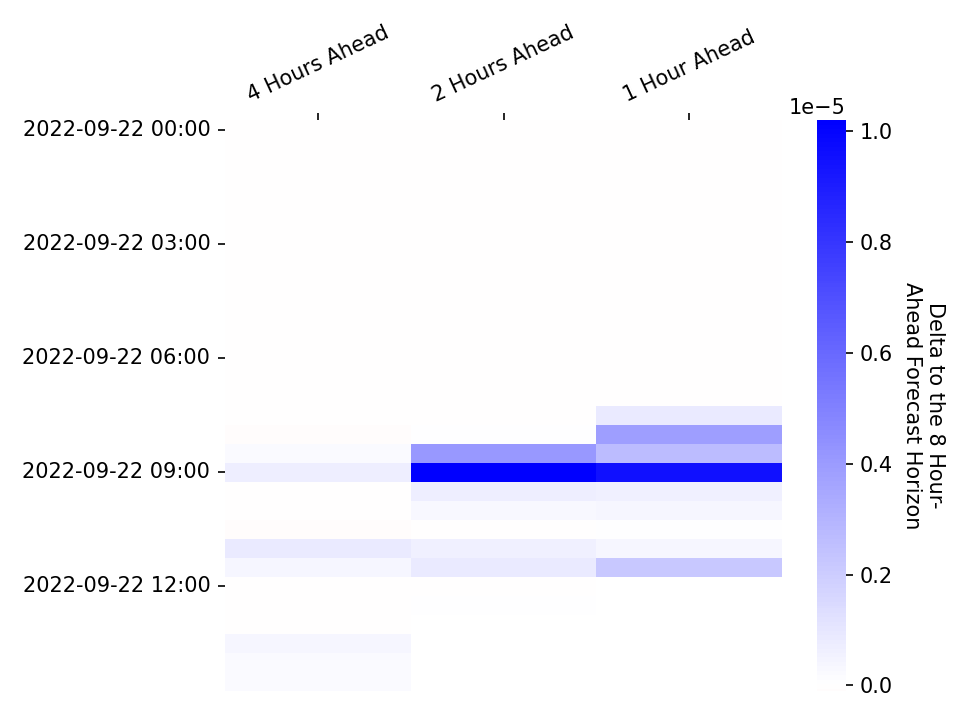 4 Hours Ahead
2 Hours Ahead
1 Hour Ahead
1e−5
2022-09-22 00:00
2022-09-22 03:00
2022-09-22 06:00
2022-09-22 09:00
2022-09-22 12:00
1.0
0.8
0.6
0.4
0.2
0.0
Delta to the 8 Hour-
Ahead Forecast Horizon